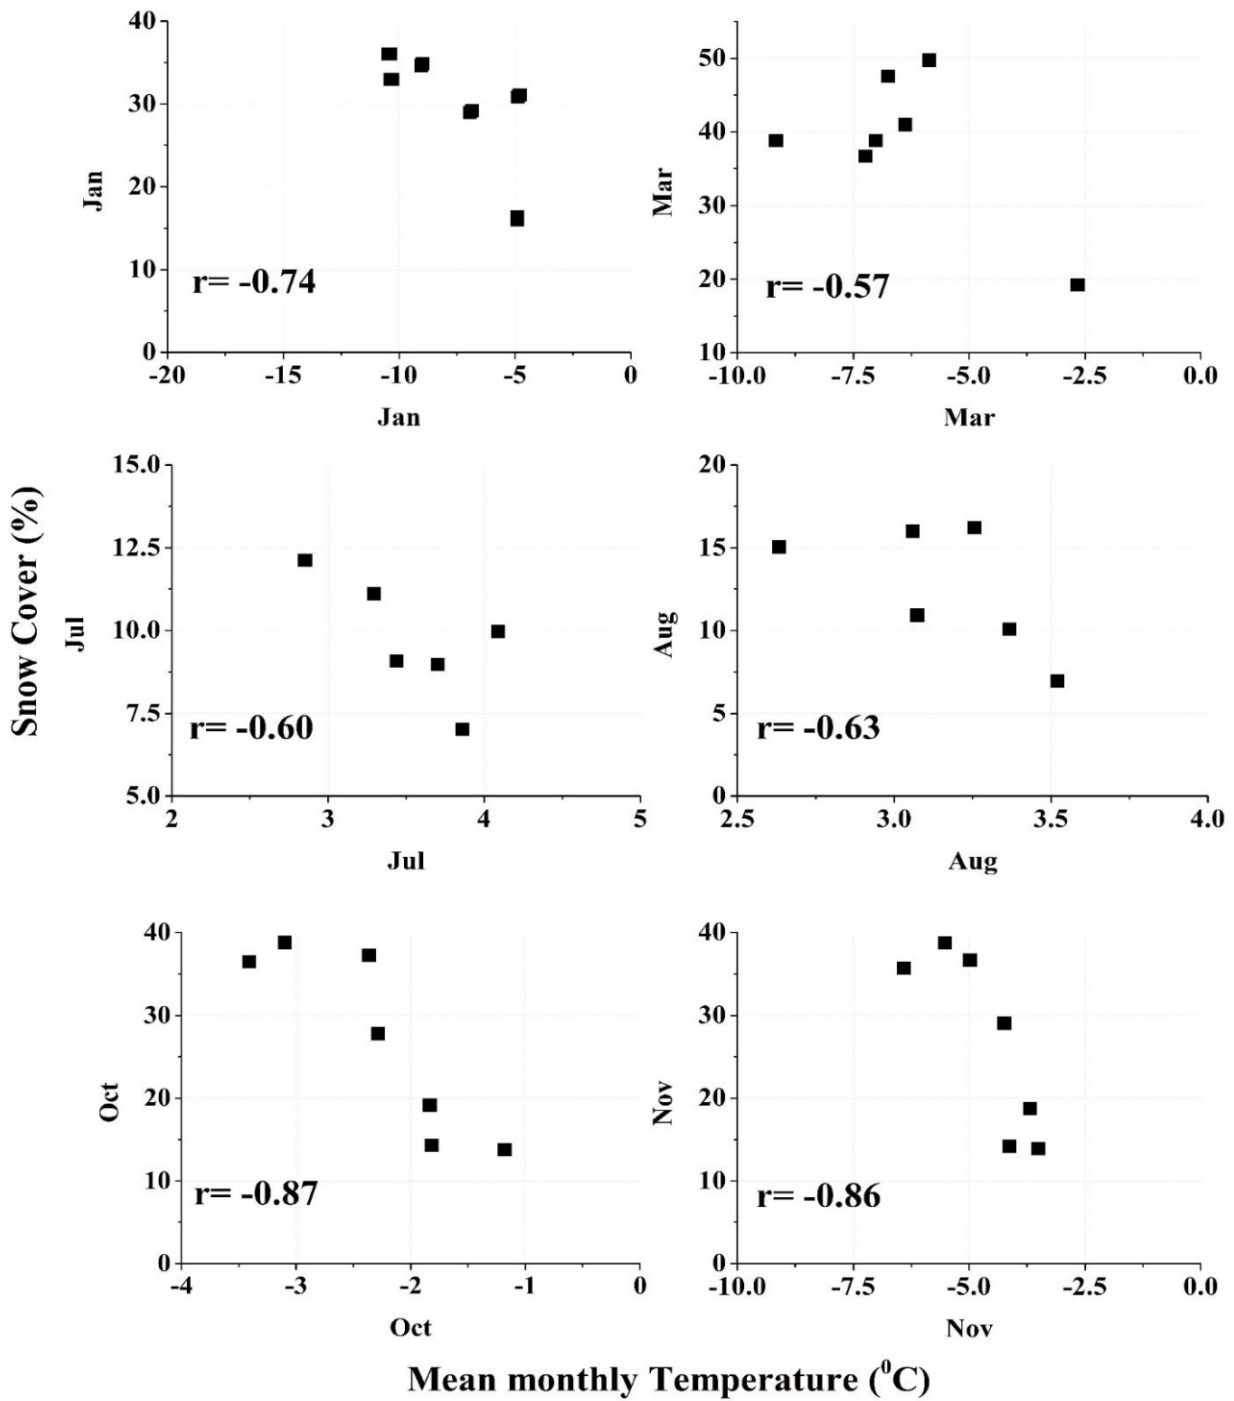 40
30
20
10
0
Jan
r= -0.74
-20 -15 -10 -5 0
Jan
50
40
30
20
10
Mar
r= -0.57
-10.0 -7.5 -5.0 -2.5 0.0
Mar
Snow Cover (%)
15.0
12.5
10.0
7.5
5.0
Jul
r= -0.60
2 3 4 5
Jul
20
15
10
5
0
Aug
r= -0.63
2.5 3.0 3.5 4.0
Aug
40
30
20
10
0
Oct
r= -0.87
-4 -3 -2 -1 0
Oct
40
30
20
10
0
Nov
r= -0.86
-10.0 -7.5 -5.0 -2.5 0.0
Nov
Mean monthly Temperature (⁰C)